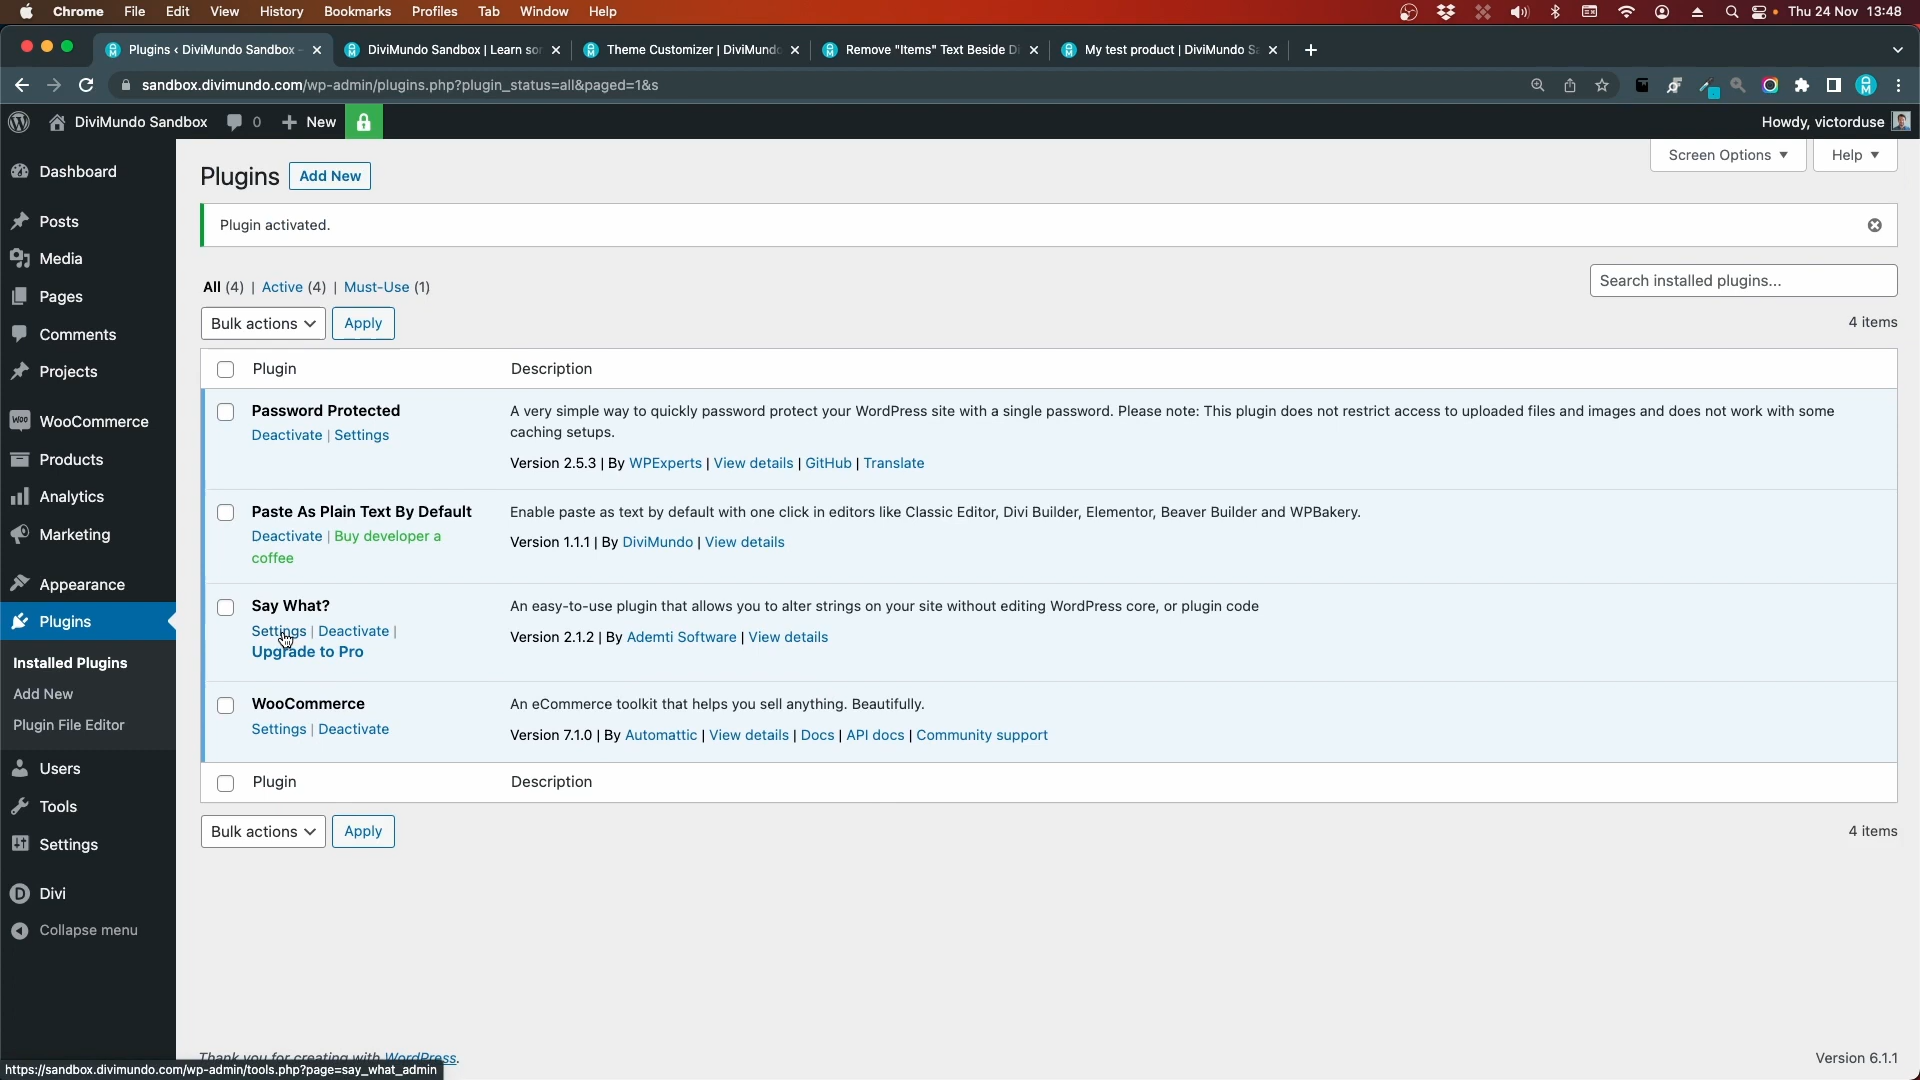 Chrome File Edit View History Bookmarks Profiles Tab Window Help Thu 24 Nov 13:48
Plugins ‹ DiviMundo Sandbox - DiviMundo Sandbox | Learn so Theme Customizer | DiviMund Remove "Items" Text Beside D My test product | DiviMundo S
sandbox.divimundo.com/wp-admin/plugins.php?plugin_status=all&paged=1&s
DiviMundo Sandbox 0 New Howdy, victorduse
Screen Options Help
Dashboard
Posts
Media
Pages
Comments
Projects
WooCommerce
Products
Analytics
Marketing
Appearance
Plugins
Installed Plugins
Add New
Plugin File Editor
Users
Tools
Settings
Divi
Collapse menu
Plugins Add New
Plugin activated.
All (4) | Active (4) | Must-Use (1)
Search installed plugins...
Bulk actions Apply
4 items
Plugin Description
Password Protected
Deactivate | Settings
A very simple way to quickly password protect your WordPress site with a single password. Please note: This plugin does not restrict access to uploaded files and images and does not work with some
caching setups.
Version 2.5.3 | By WPExperts | View details | GitHub | Translate
Paste As Plain Text By Default
Deactivate | Buy developer a
coffee
Enable paste as text by default with one click in editors like Classic Editor, Divi Builder, Elementor, Beaver Builder and WPBakery.
Version 1.1.1 | By DiviMundo | View details
Say What?
Settings | Deactivate |
Upgrade to Pro
An easy-to-use plugin that allows you to alter strings on your site without editing WordPress core, or plugin code
Version 2.1.2 | By Ademti Software | View details
WooCommerce
Settings | Deactivate
An eCommerce toolkit that helps you sell anything. Beautifully.
Version 7.1.0 | By Automattic | View details | Docs | API docs | Community support
Plugin Description
Bulk actions Apply
4 items
Thank you for creating with WordPress.
Version 6.1.1
https://sandbox.divimundo.com/wp-admin/tools.php?page=say_what_admin